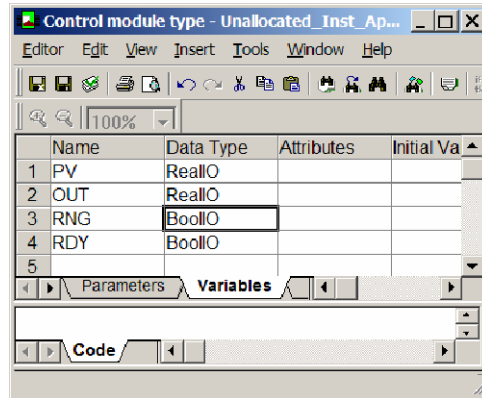 Control module type - Unallocated_Inst_Ap...
Editor Edit View Insert Tools Window Help
100%
Name Data Type Attributes Initial Va
1 PV RealIO
2 OUT RealIO
3 RNG BoolIO
4 RDY BoolIO
5
Parameters Variables
Code